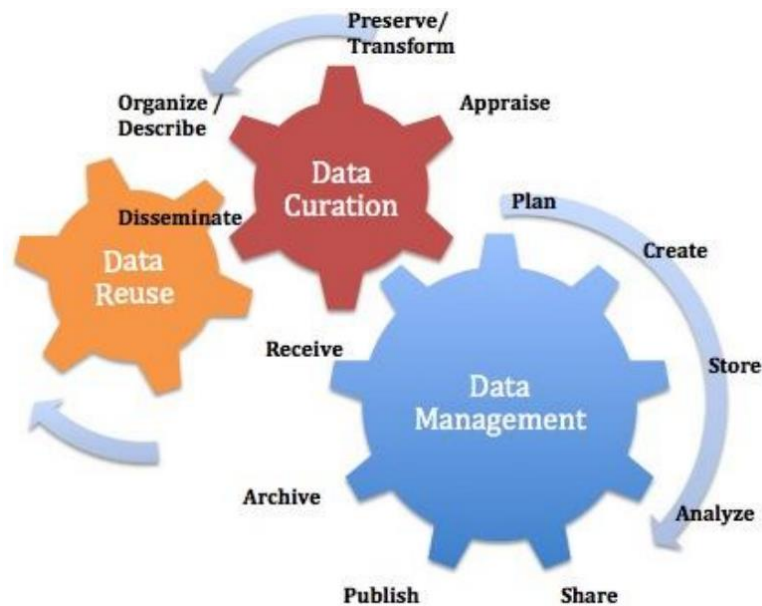 Preserve/
Transform
Organize /
Describe
Appraise
Data
Curation
Disseminate
Plan
Data
Reuse
Create
Receive
Store
Data
Management
Archive
Analyze
Publish
Share